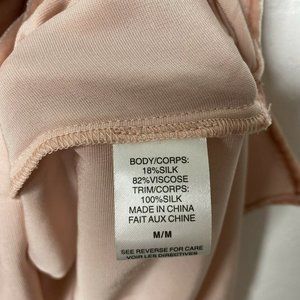 BODY/CORPS:
18%SILK
82%VISCOSE
TRIM/CORPS:
100%SILK
MADE IN CHINA
FAIT AUX CHINE
M/M
SEE REVERSE FOR CARE
VOIR LES DIRECTIVES